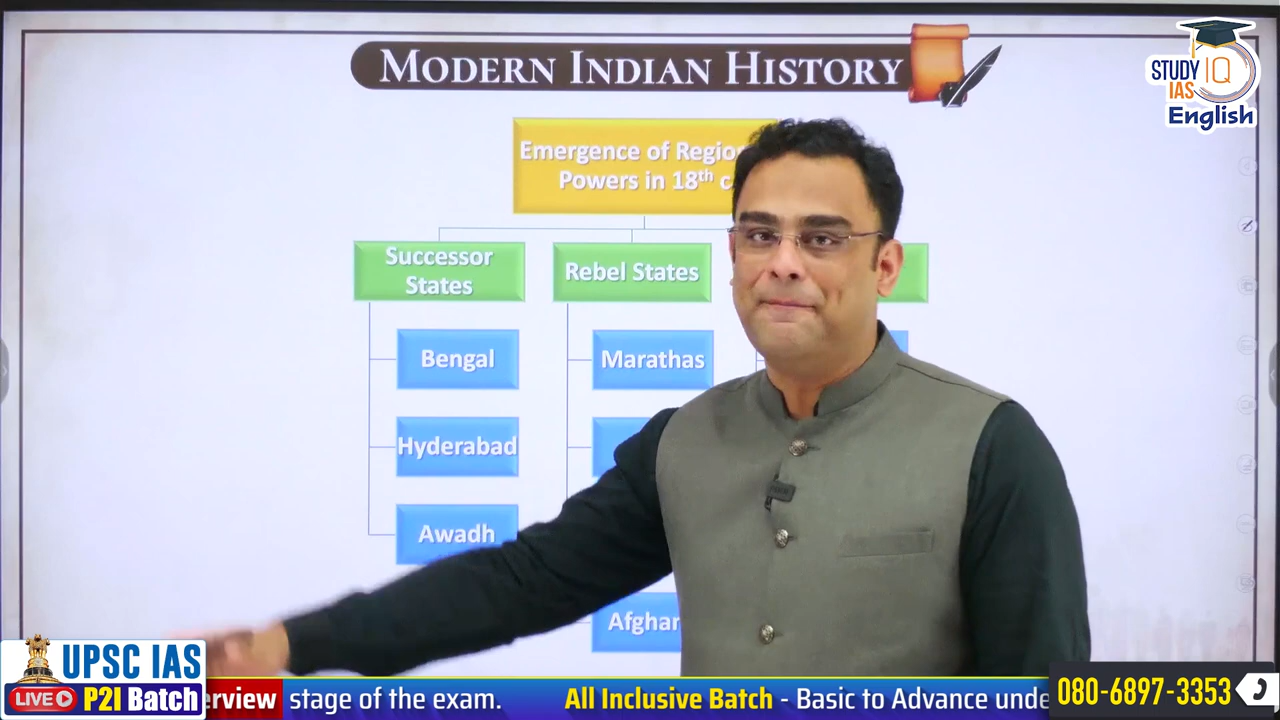 MODERN INDIAN HISTORY
STUDY IQ
IAS
English
Emergence of Regio
Powers in 18th c
Successor
States
Rebel States
Bengal
Marathas
Hyderabad
Awadh
Afghan
UPSC IAS
LIVE P2I Batch
erview stage of the exam. All Inclusive Batch - Basic to Advance unde
080-6897-3353